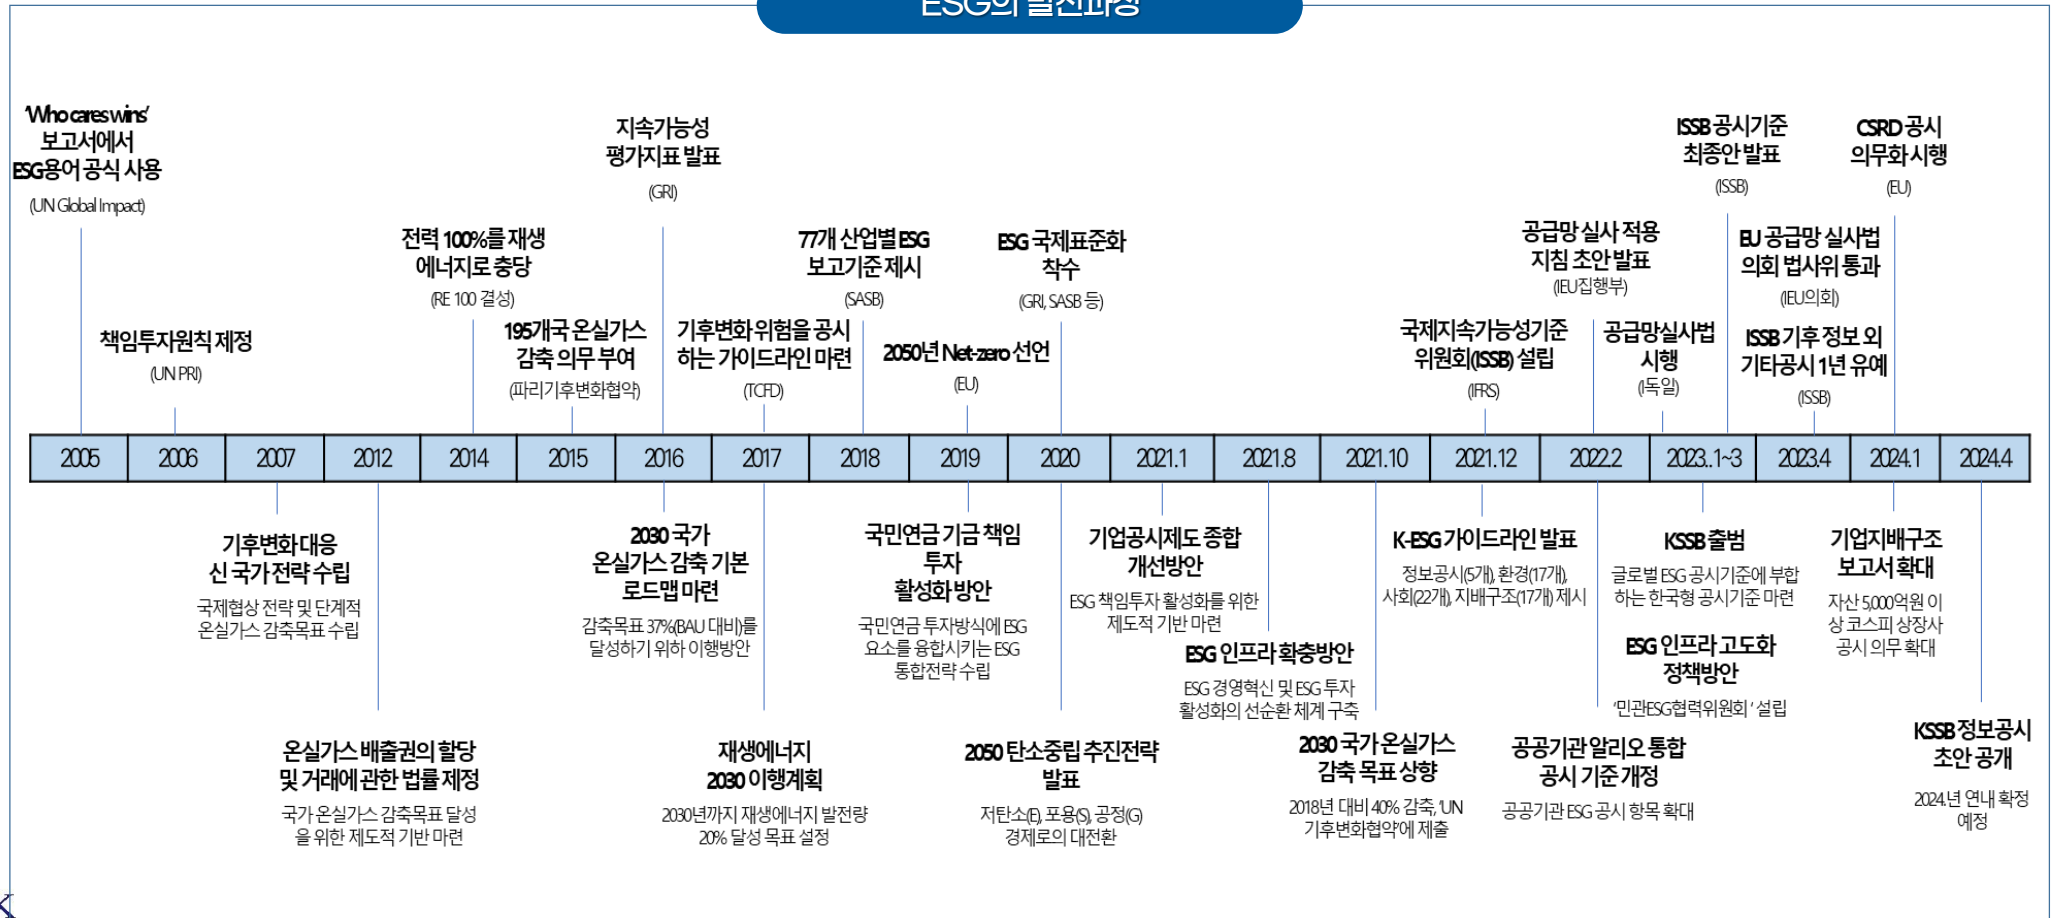 ESG의 발전과정
'Who cares wins'
보고서에서
ESG용어 공식 사용
(UN Global Impact)
책임투자원칙 제정
(UN PRI)
전력 100%를 재생
에너지로 충당
(RE 100 결성)
195개국 온실가스
감축 의무 부여
(파리기후변화협약)
지속가능성
평가지표 발표
(GRI)
기후변화 위험을 공시
하는 가이드라인 마련
(TCFD)
77개 산업별 ESG
보고기준 제시
(SASB)
2050년 Net-zero 선언
(EU)
ESG 국제표준화
착수
(GRI, SASB 등)
국제지속가능성기준
위원회(ISSB) 설립
(IFRS)
공급망 실사 적용
지침 초안 발표
(IEU집행부)
공급망실사법
시행
(I독일)
ISSB 공시기준
최종안 발표
(ISSB)
EU 공급망 실사법
의회 법사위 통과
(IEU의회)
ISSB 기후 정보 외
기타공시 1년 유예
(ISSB)
CSRD 공시
의무화 시행
(EU)
2005 2006 2007 2012 2014 2015 2016 2017 2018 2019 2020 2021.1 2021.8 2021.10 2021.12 2022.2 2023..1~3 2023.4 2024.1 2024.4
기후변화 대응
신 국가 전략 수립
국제협상 전략 및 단계적
온실가스 감축목표 수립
온실가스 배출권의 할당
및 거래에 관한 법률 제정
국가 온실가스 감축목표 달성
을 위한 제도적 기반 마련
2030 국가
온실가스 감축 기본
로드맵 마련
감축목표 37%(BAU 대비)를
달성하기 위하 이행방안
재생에너지
2030 이행계획
2030년까지 재생에너지 발전량
20% 달성 목표 설정
국민연금 기금 책임
투자
활성화 방안
국민연금 투자방식에 ESG
요소를 융합시키는 ESG
통합전략 수립
2050 탄소중립 추진전략
발표
저탄소(E), 포용(S), 공정(G)
경제로의 대전환
기업공시제도 종합
개선방안
ESG 책임투자 활성화를 위한
제도적 기반 마련
ESG 인프라 확충방안
ESG 경영혁신 및 ESG 투자
활성화의 선순환 체계 구축
2030 국가 온실가스
감축 목표 상향
2018년 대비 40% 감축, 'UN
기후변화협약'에 제출
K-ESG 가이드라인 발표
정보공시(5개), 환경(17개),
사회(22개), 지배구조(17개) 제시
공공기관 알리오 통합
공시 기준 개정
공공기관 ESG 공시 항목 확대
KSSB 출범
글로벌 ESG 공시기준에 부합
하는 한국형 공시기준 마련
ESG 인프라 고도화
정책방안
'민관ESG협력위원회 ' 설립
기업지배구조
보고서 확대
자산 5,000억원 이
상 코스피 상장사
공시 의무 확대
KSSB 정보공시
초안 공개
2024.년 연내 확정
예정